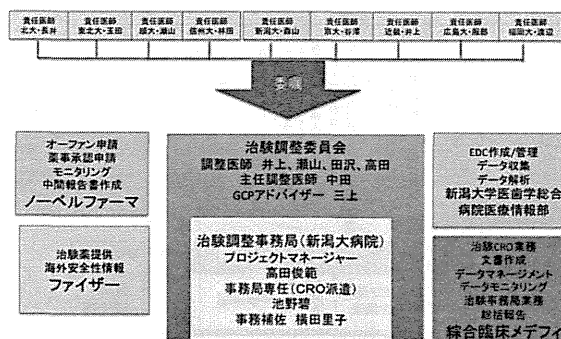 責任医師
北大・長井
責任医師
東北大・玉田
責任医師
順大・瀬山
責任医師
信州大・林田
責任医師
新潟大・森山
責任医師
京大・谷澤
責任医師
近畿・井上
責任医師
広島大・服部
責任医師
福岡大・渡辺
委嘱
オーファン申請
薬事承認申請
モニタリング
中間報告書作成
ノーベルファーマ
治験薬提供
海外安全性情報
ファイザー
治験調整委員会
調整医師 井上、瀬山、田沢、高田
主任調整医師 中田
GCPアドバイザー 三上
治験調整事務局(新潟大病院)
プロジェクトマネージャー
高田俊範
事務局専任(CRO派遣)
池野碧
事務補佐 横田里子
EDC作成/管理
データ収集
データ解析
新潟大学医歯学総合
病院医療情報部
治験CRO業務
文書作成
データマネージメント
データモニタリング
治験事務局業務
総括報告
綜合臨床メデフィ